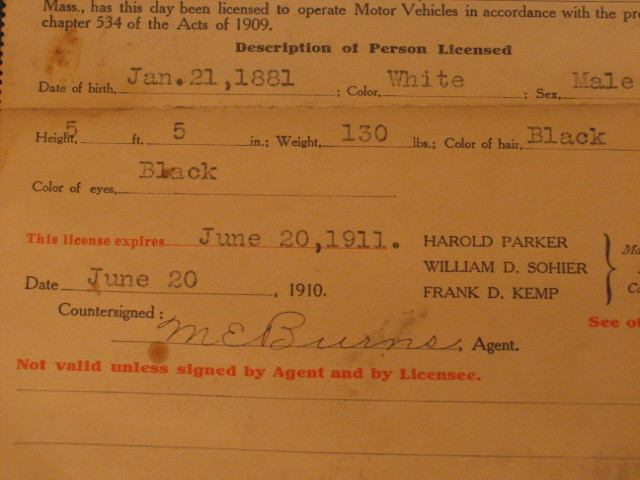 Mass., has this day been licensed to operate Motor Vehicles in accordance with the pro
chapter 534 of the Acts of 1909.
Description of Person Licensed
Date of birth, Jan. 21, 1881 ; Color, White ; Sex, Male
Height, 5 ft. 5 in.; Weight, 130 lbs.; Color of hair, Black
Color of eyes, Black
This license expires June 20, 1911.
HAROLD PARKER
WILLIAM D. SOHIER
FRANK D. KEMP
Ma
Co
Date June 20, 1910.
See ot
Countersigned:
M E Burns, Agent.
Not valid unless signed by Agent and by Licensee.